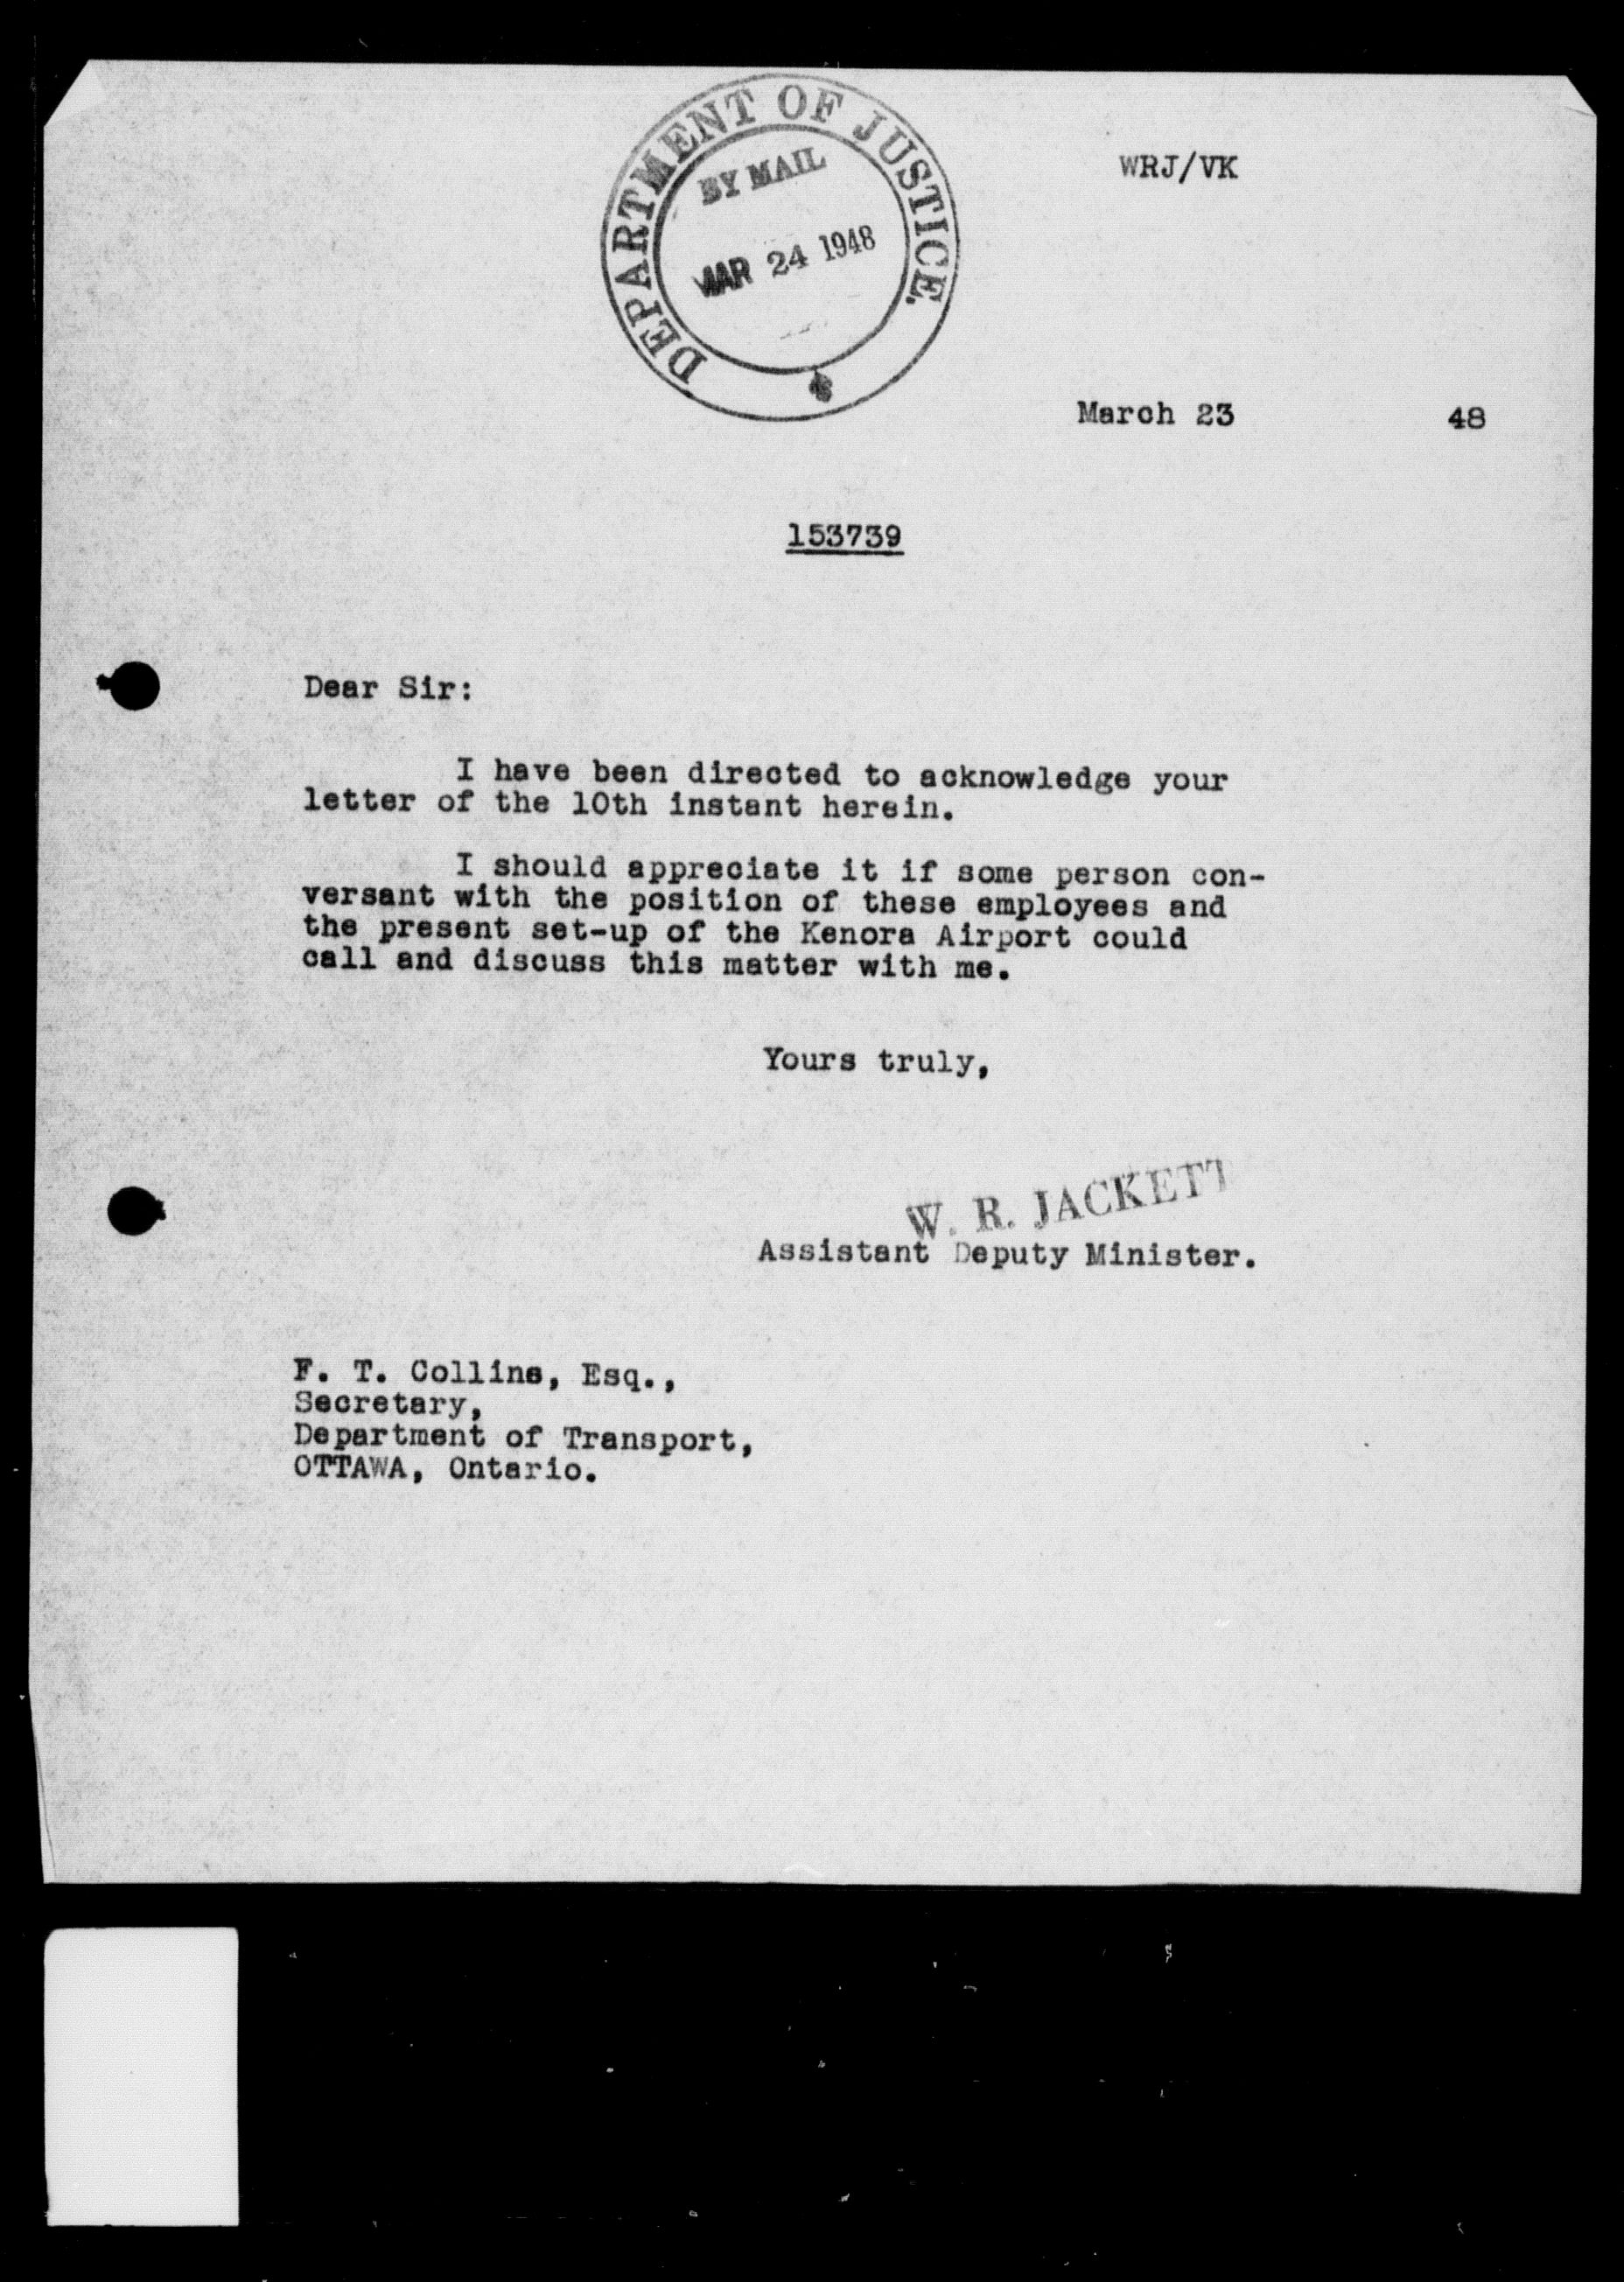 DEPARTMENT OF JUSTICE.
BY MAIL
MAR 24 1948
WRJ/VK
March 23 48
153739
Dear Sir:
I have been directed to acknowledge your
letter of the 10th instant herein.
I should appreciate it if some person con-
versant with the position of these employees and
the present set-up of the Kenora Airport could
call and discuss this matter with me.
Yours truly,
W. R. JACKETT
Assistant Deputy Minister.
F. T. Collins, Esq.,
Secretary,
Department of Transport,
OTTAWA, Ontario.